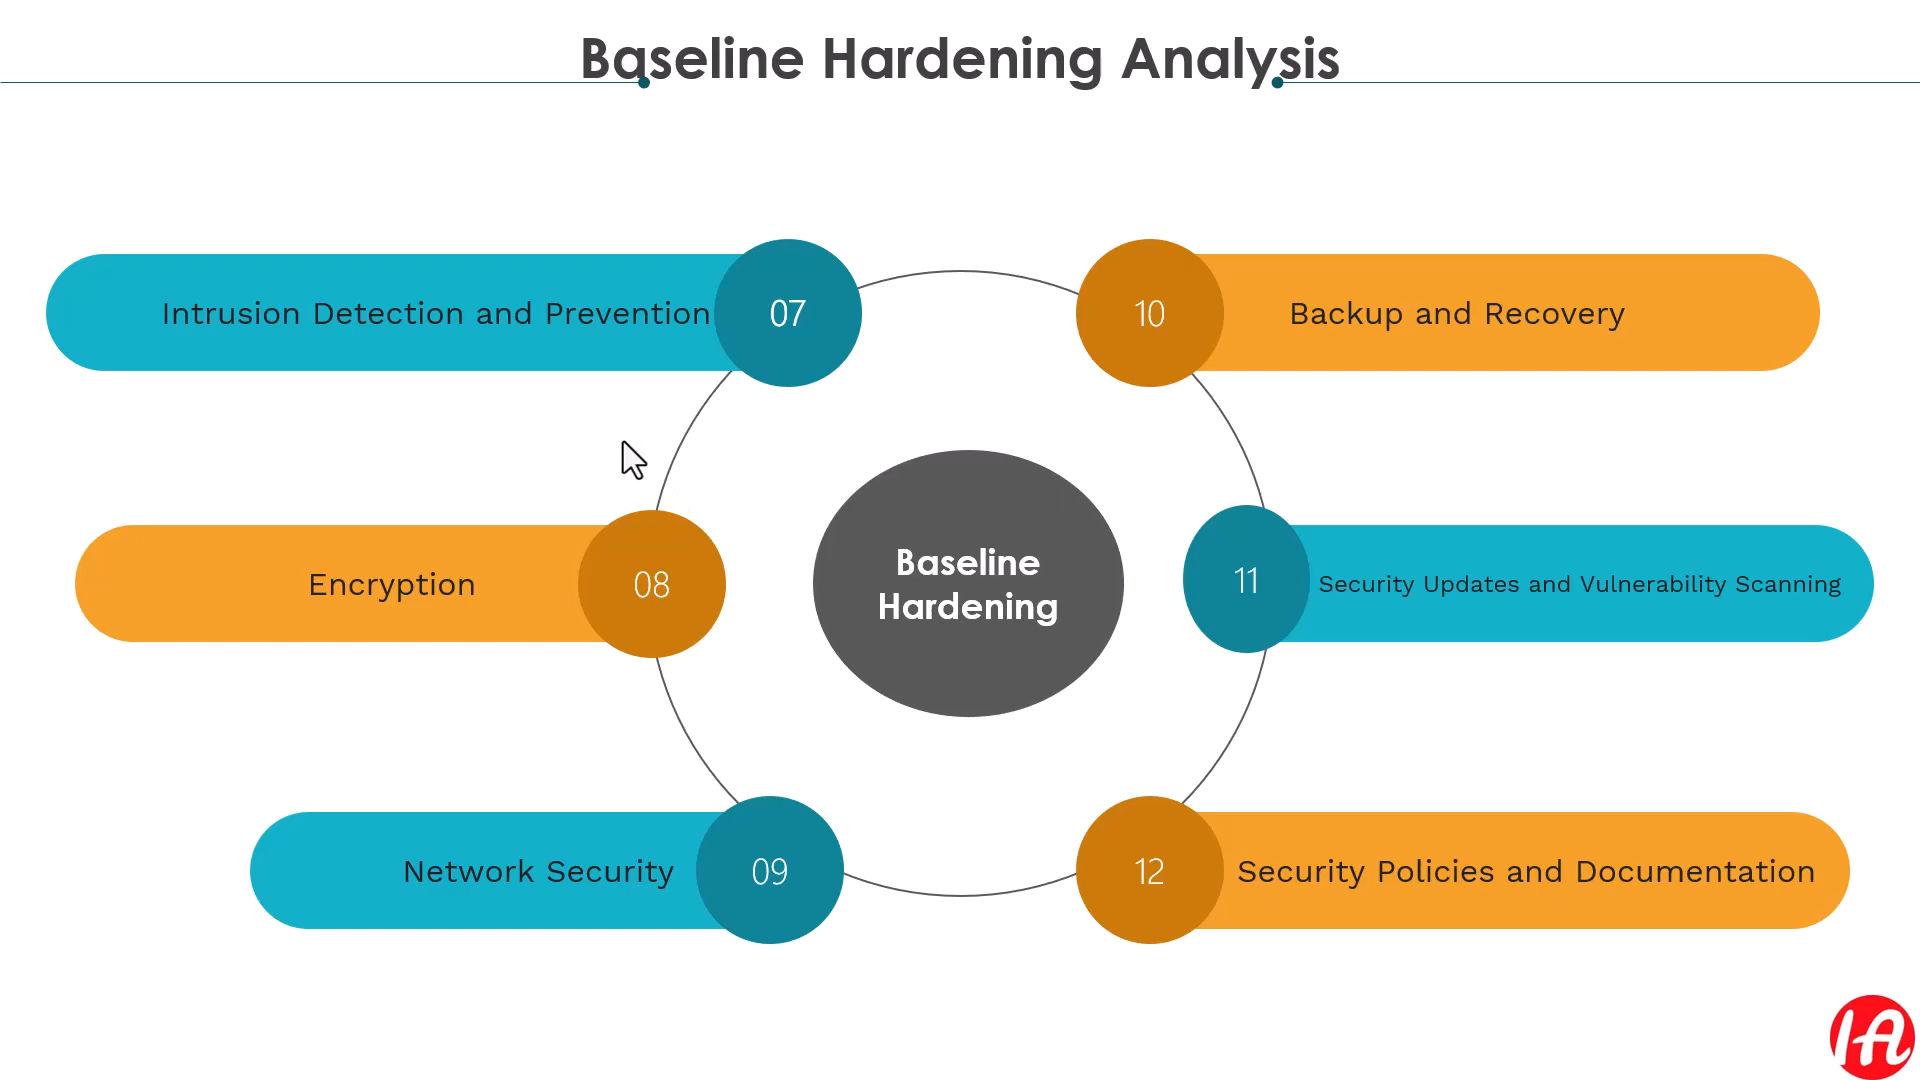 Baseline Hardening Analysis
07
Intrusion Detection and Prevention
08
Encryption
09
Network Security
Baseline
Hardening
10
Backup and Recovery
11
Security Updates and Vulnerability Scanning
12
Security Policies and Documentation
IA